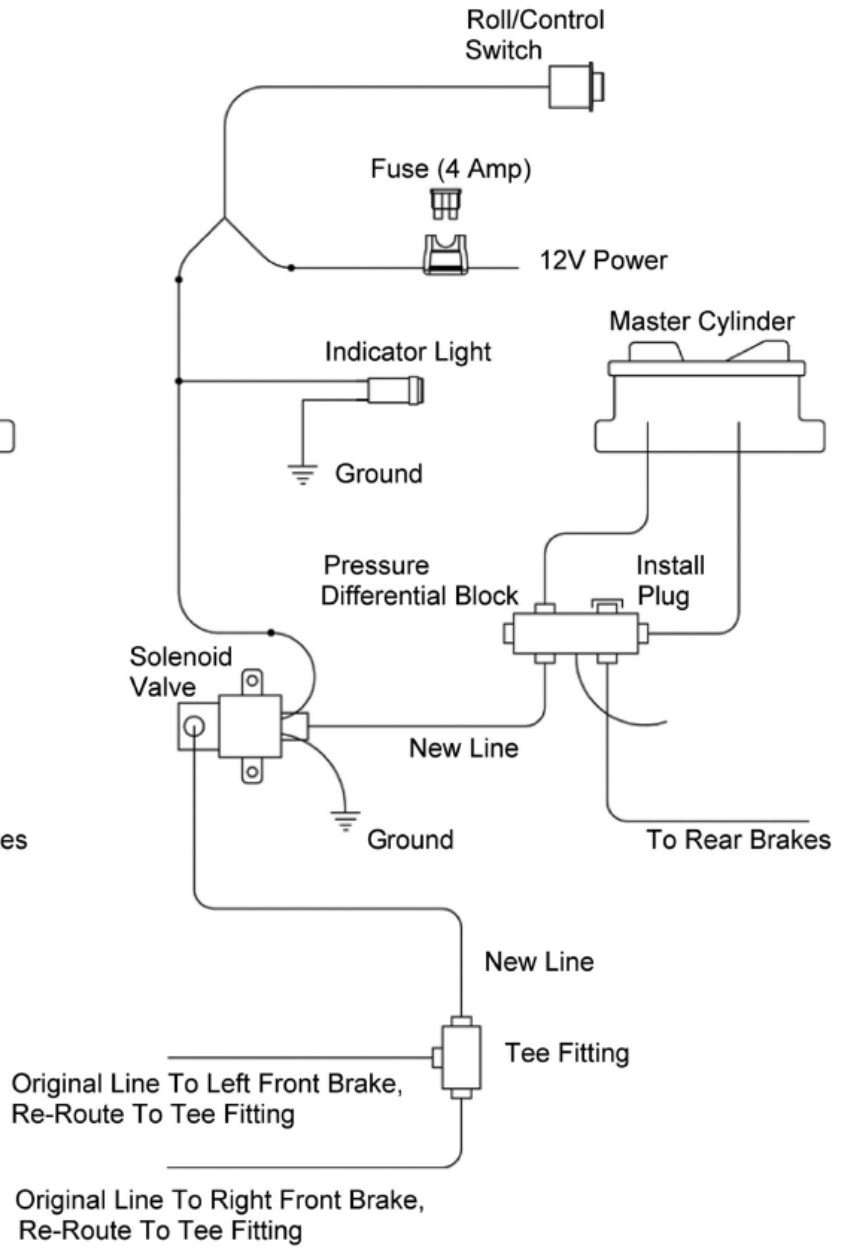 Roll/Control
Switch
Fuse (4 Amp)
12V Power
Master Cylinder
Indicator Light
Ground
Pressure
Differential Block
Install
Plug
Solenoid
Valve
New Line
Ground
To Rear Brakes
es
New Line
Tee Fitting
Original Line To Left Front Brake,
Re-Route To Tee Fitting
Original Line To Right Front Brake,
Re-Route To Tee Fitting